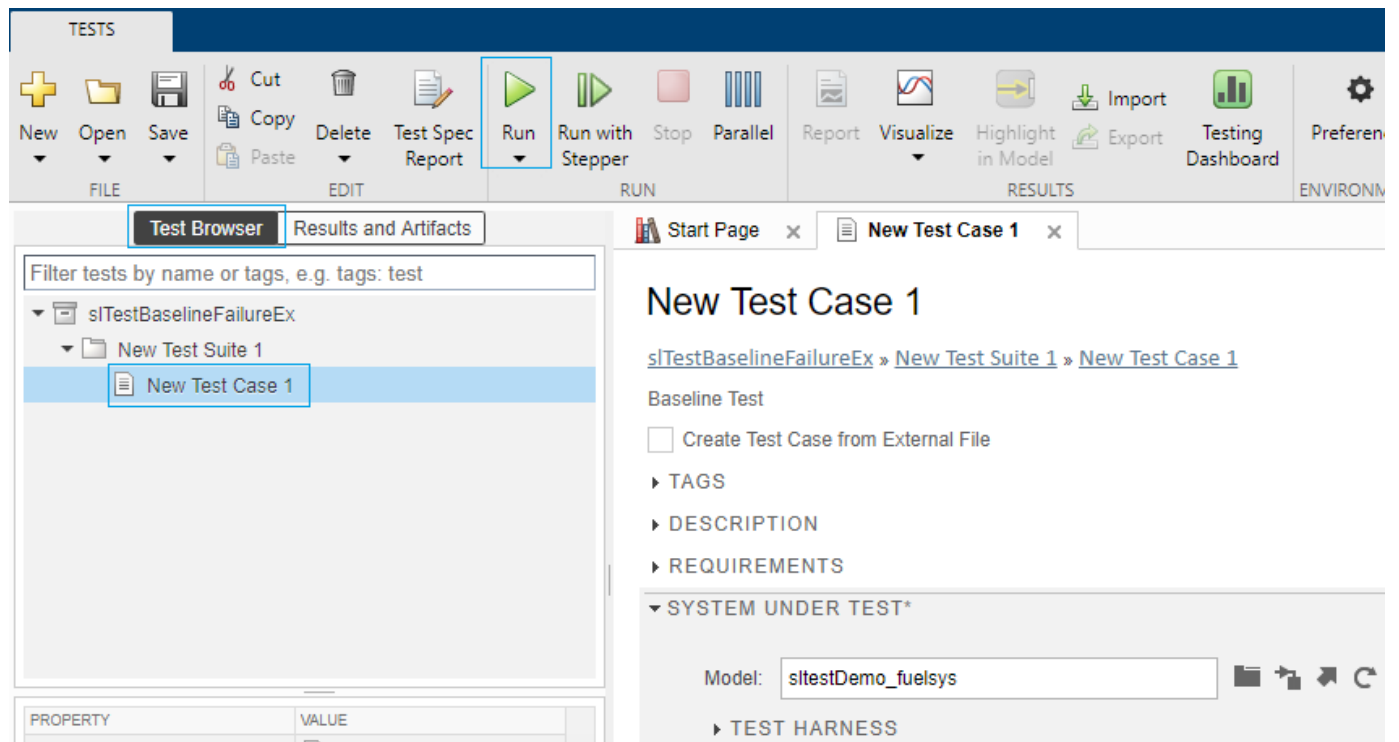 TESTS
New
Open
Save
Cut
Copy
Paste
Delete
Test Spec
Report
Run
Run with
Stepper
Stop
Parallel
Report
Visualize
Highlight
in Model
Import
Export
Testing
Dashboard
Preferen
FILE
EDIT
RUN
RESULTS
ENVIRONM
Test Browser
Results and Artifacts
Start Page
New Test Case 1
Filter tests by name or tags, e.g. tags: test
slTestBaselineFailureEx
New Test Suite 1
New Test Case 1
New Test Case 1
slTestBaselineFailureEx » New Test Suite 1 » New Test Case 1
Baseline Test
Create Test Case from External File
TAGS
DESCRIPTION
REQUIREMENTS
SYSTEM UNDER TEST*
Model: sltestDemo_fuelsys
TEST HARNESS
PROPERTY
VALUE